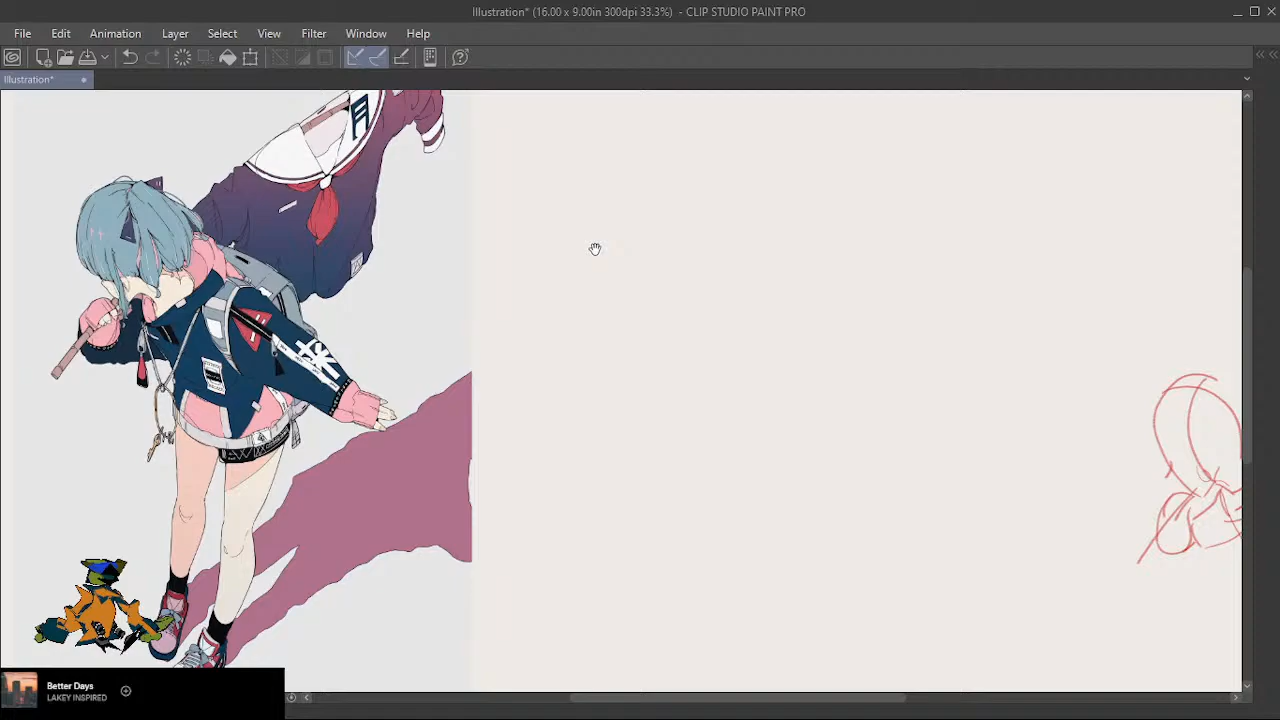 Illustration* (16.00 x 9.00in 300dpi 33.3%) - CLIP STUDIO PAINT PRO
File Edit Animation Layer Select View Filter Window Help
Illustration*
Better Days
LAKEY INSPIRED